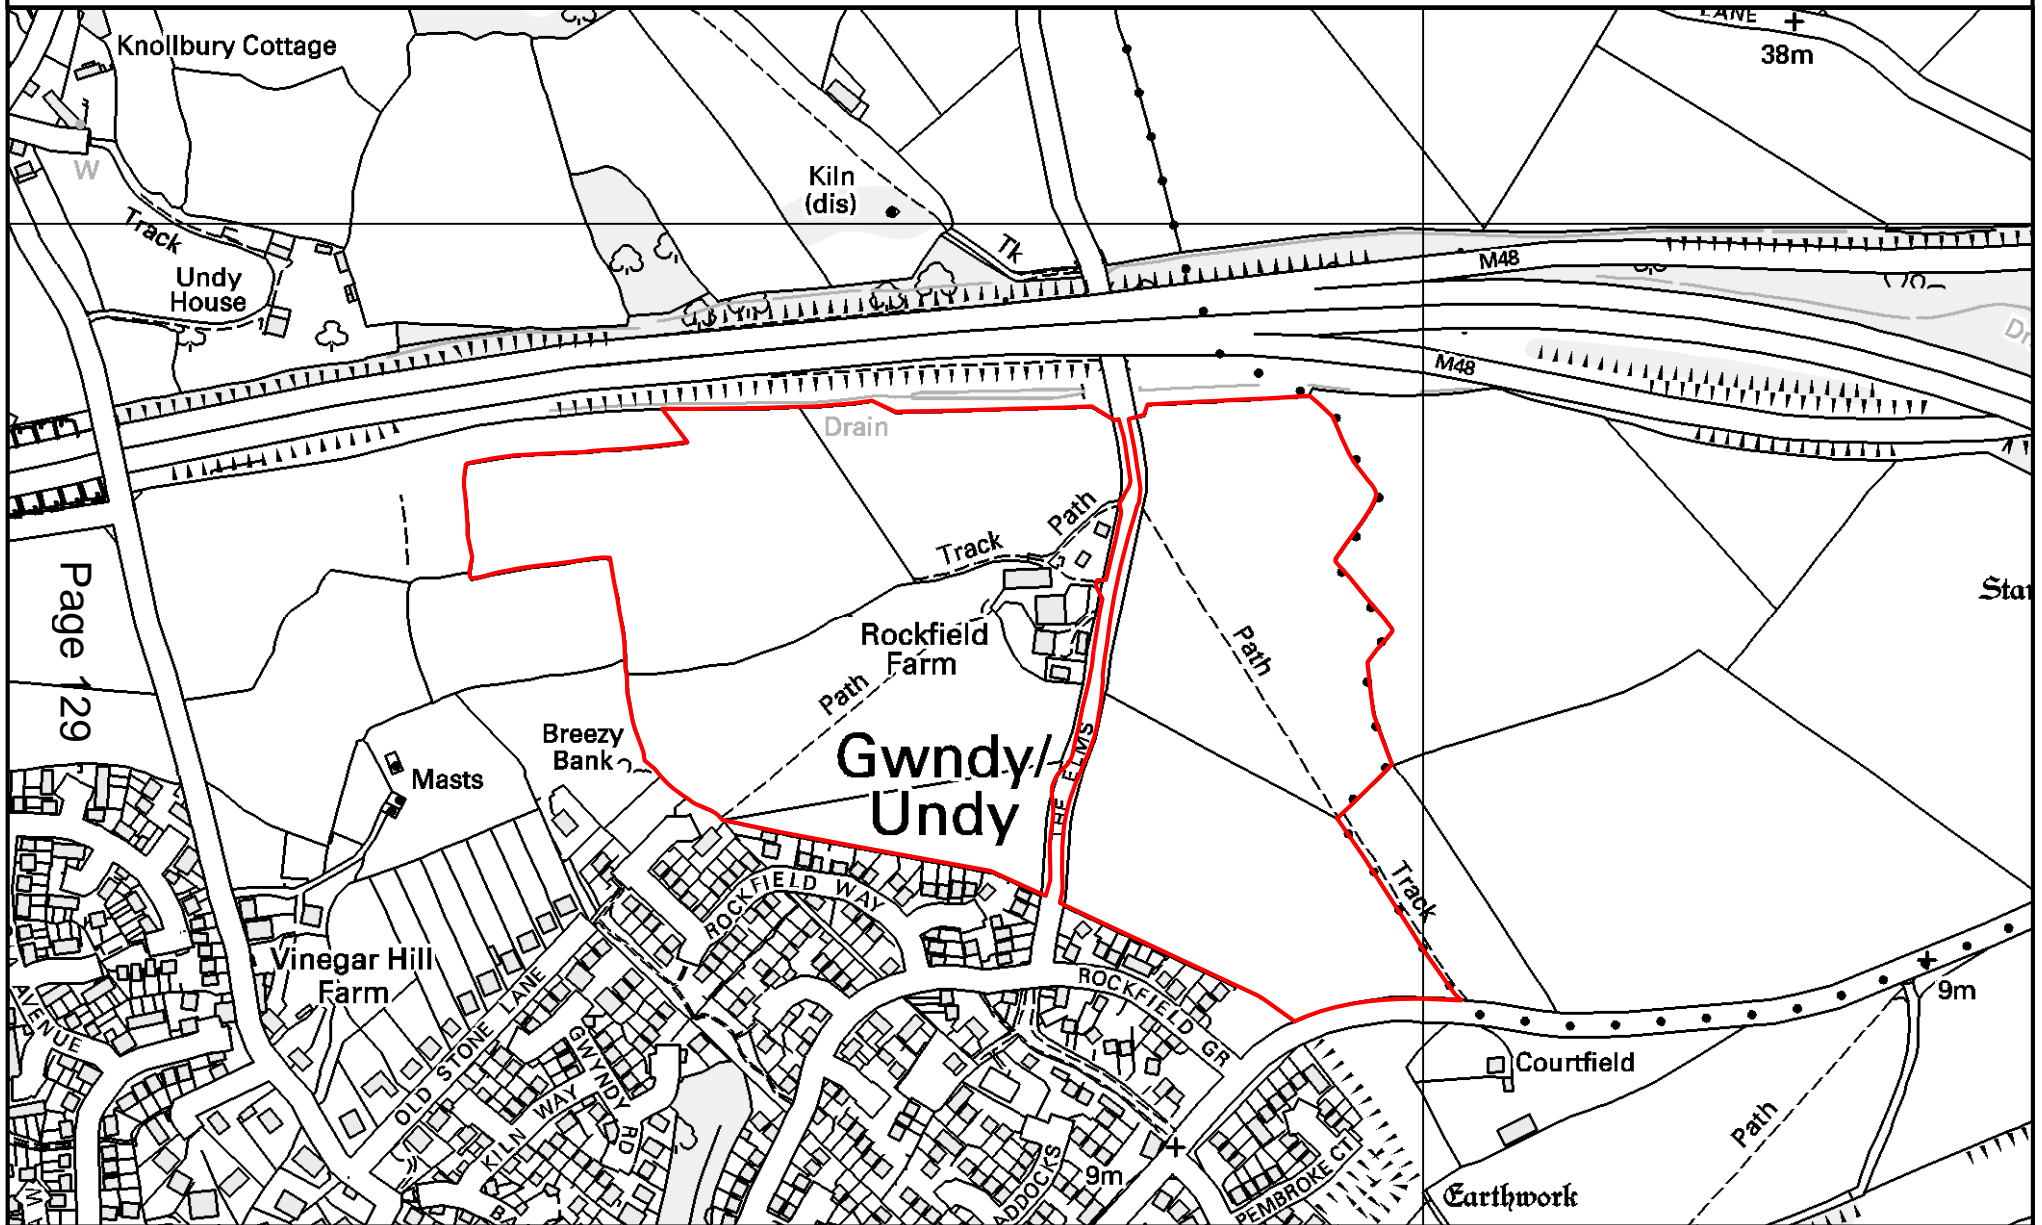 Knollbury Cottage
LANE
38m
W
Track
Undy
House
Kiln
(dis)
Tk
M48
M48
Drain
Page 129
Path
Track
Rockfield
Farm
Path
Path
Breezy
Bank
Masts
Gwndy/
Undy
THE ELMS
Track
ROCKFIELD WAY
Vinegar Hill
Farm
AVENUE
OLD STONE LANE
GWYNDY RD
KILN WAY
ROCKFIELD GR
9m
Courtfield
Path
9m
PEMBROKE CT
Earthwork